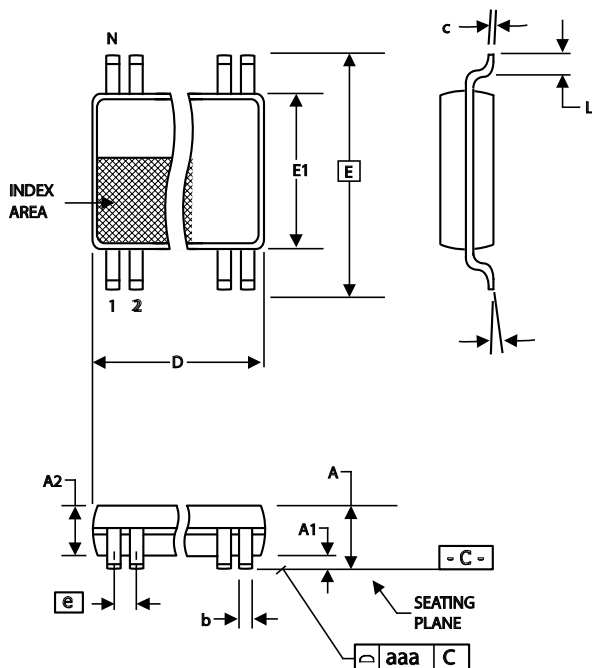 N
c
L
INDEX
AREA
E1
E
1 2
D
A2
A
A1
- C -
e
b
SEATING
PLANE
aaa C